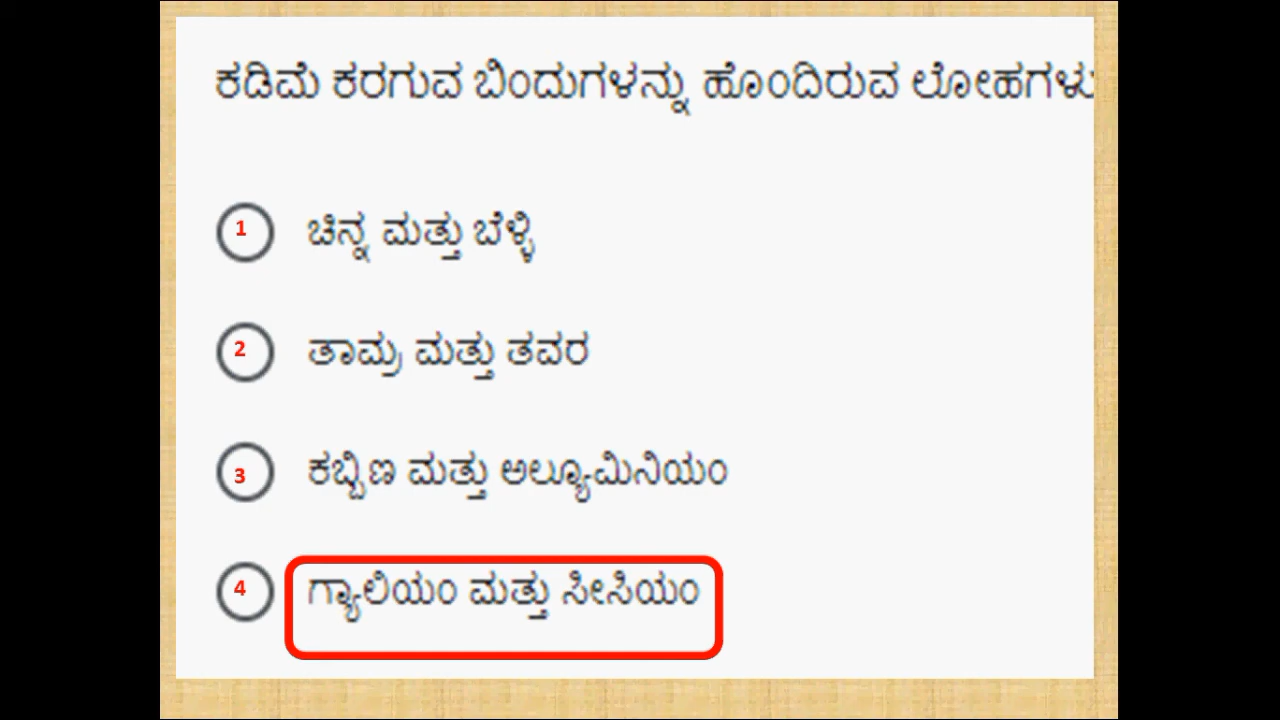 ಕಡಿಮೆ ಕರಗುವ ಬಿಂದುಗಳನ್ನು ಹೊಂದಿರುವ ಲೋಹಗಳು
1 ಚಿನ್ನ ಮತ್ತು ಬೆಳ್ಳಿ
2 ತಾಮ್ರ ಮತ್ತು ತವರ
3 ಕಬ್ಬಿಣ ಮತ್ತು ಅಲ್ಯೂಮಿನಿಯಂ
4 ಗ್ಯಾಲಿಯಂ ಮತ್ತು ಸೀಸಿಯಂ